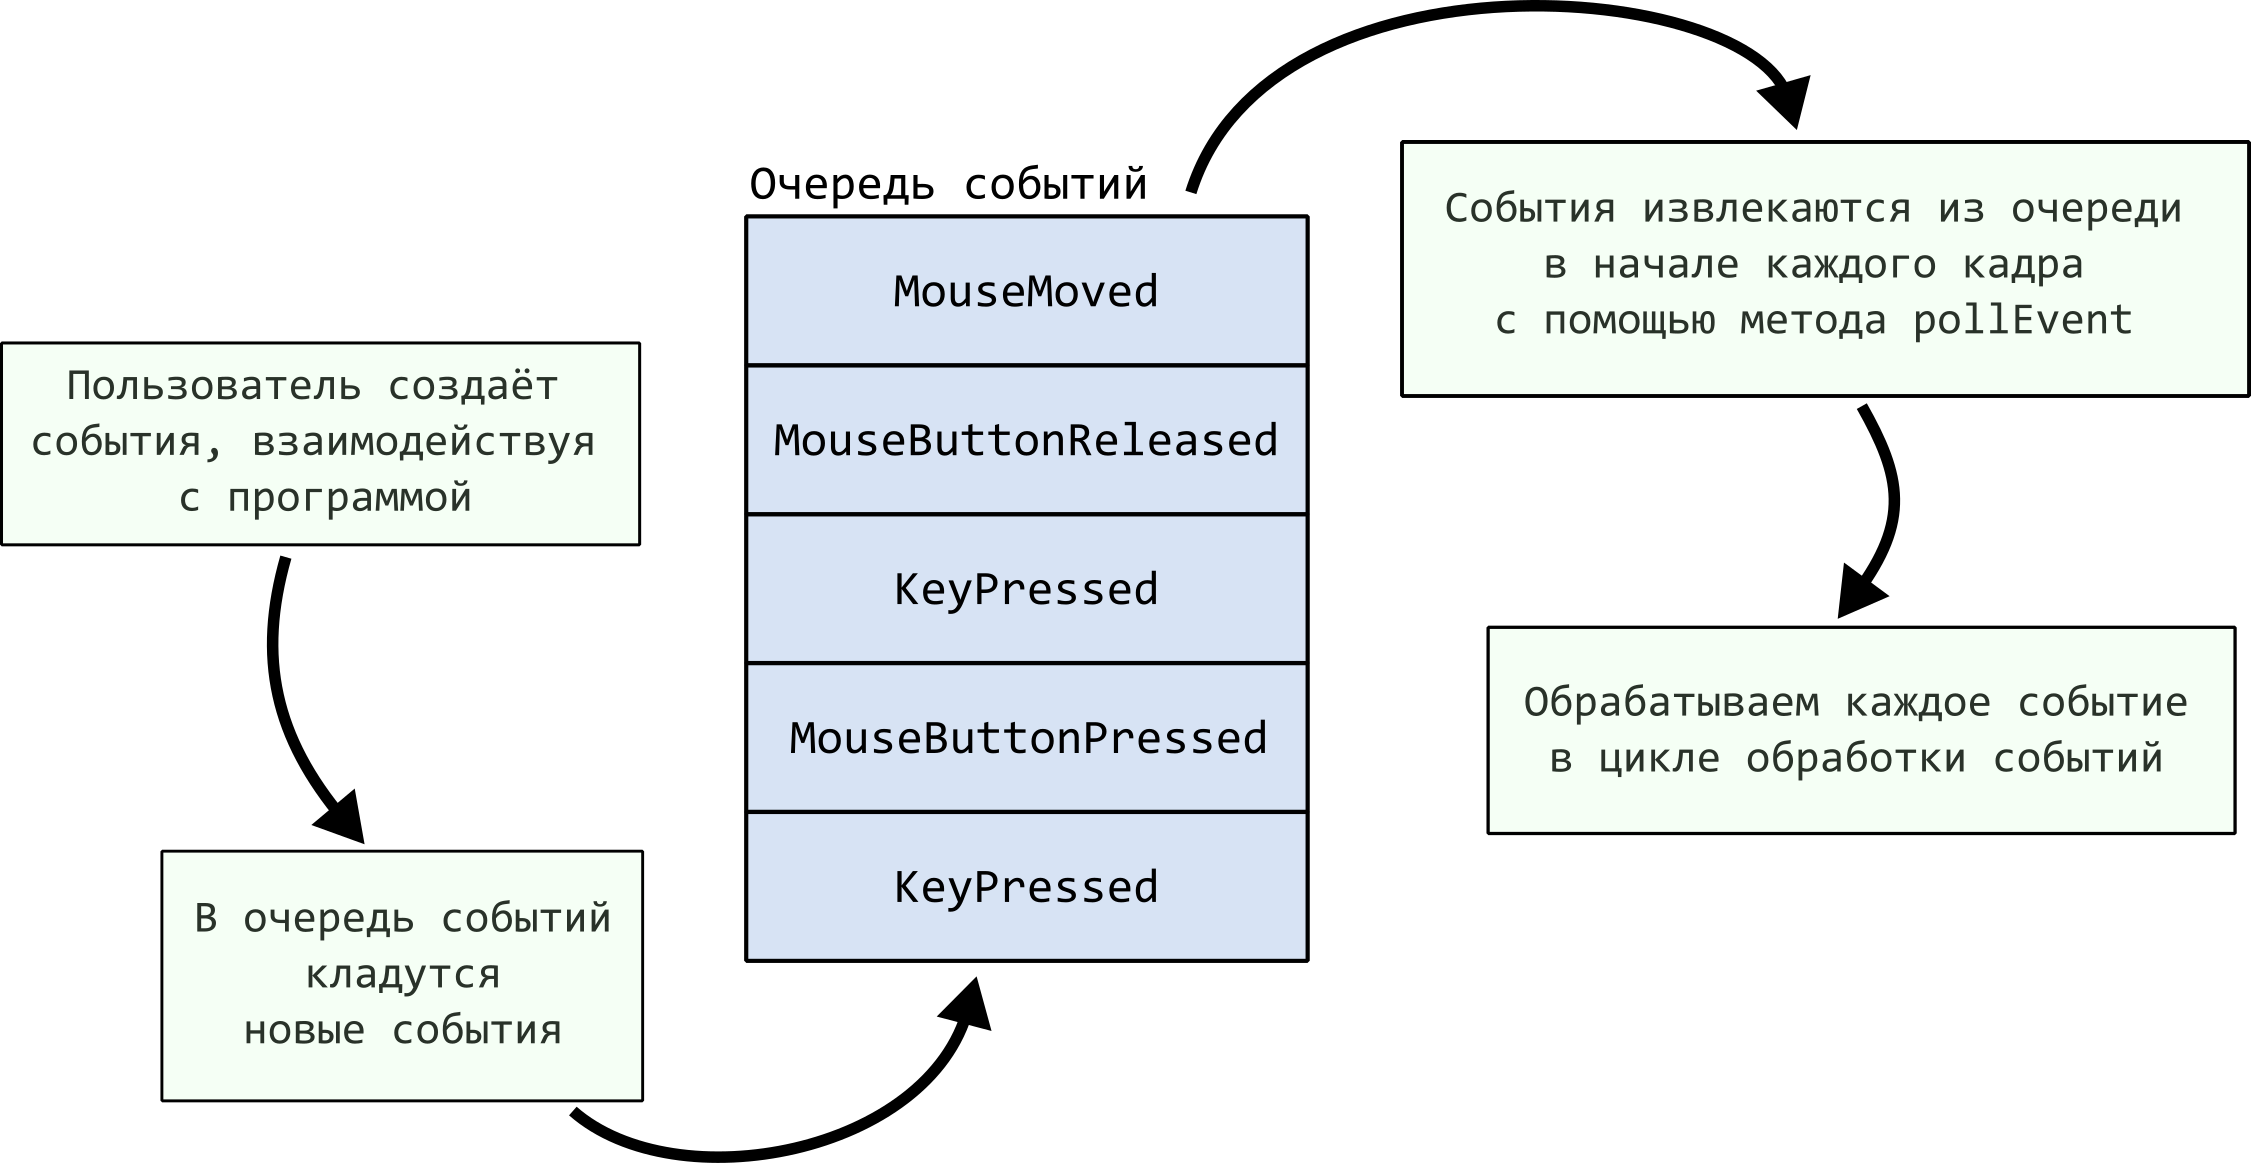 Пользователь создаёт
события, взаимодействуя
с программой
В очередь событий
кладутся
новые события
Очередь событий
MouseMoved
MouseButtonReleased
KeyPressed
MouseButtonPressed
KeyPressed
События извлекаются из очереди
в начале каждого кадра
с помощью метода pollEvent
Обрабатываем каждое событие
в цикле обработки событий